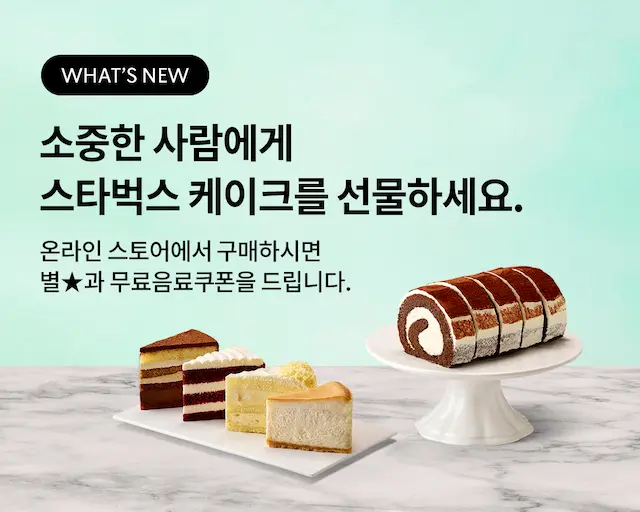 WHAT'S NEW
소중한 사람에게
스타벅스 케이크를 선물하세요.
온라인 스토어에서 구매하시면
별★과 무료음료쿠폰을 드립니다.